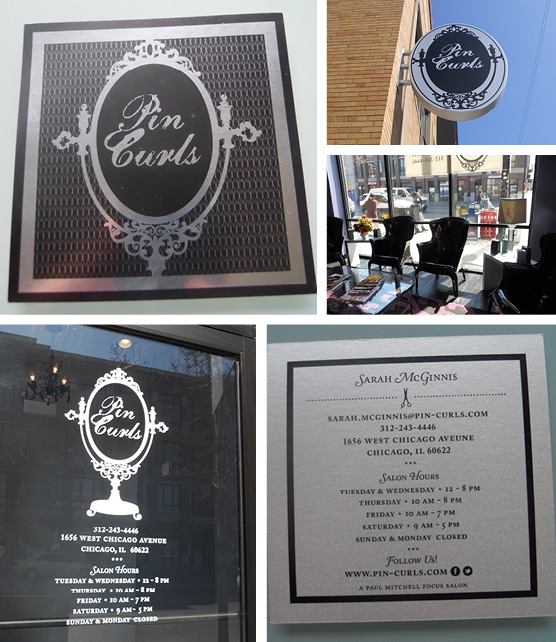 Pin
Curls
Pin
Curls
Pin
Curls
312-243-4446
1656 WEST CHICAGO AVENUE
CHICAGO, IL 60622
SALON HOURS
TUESDAY & WEDNESDAY • 12 – 8 PM
THURSDAY • 10 AM – 8 PM
FRIDAY • 10 AM – 7 PM
SATURDAY • 9 AM – 5 PM
SUNDAY & MONDAY CLOSED
SARAH MCGINNIS
SARAH.MCGINNIS@PIN-CURLS.COM
312-243-4446
1656 WEST CHICAGO AVEUNE
CHICAGO, IL 60622
SALON HOURS
TUESDAY & WEDNESDAY • 12 – 8 PM
THURSDAY • 10 AM – 8 PM
FRIDAY • 10 AM – 7 PM
SATURDAY • 9 AM – 5 PM
SUNDAY & MONDAY CLOSED
FOLLOW US!
WWW.PIN-CURLS.COM
A PAUL MITCHELL FOCUS SALON